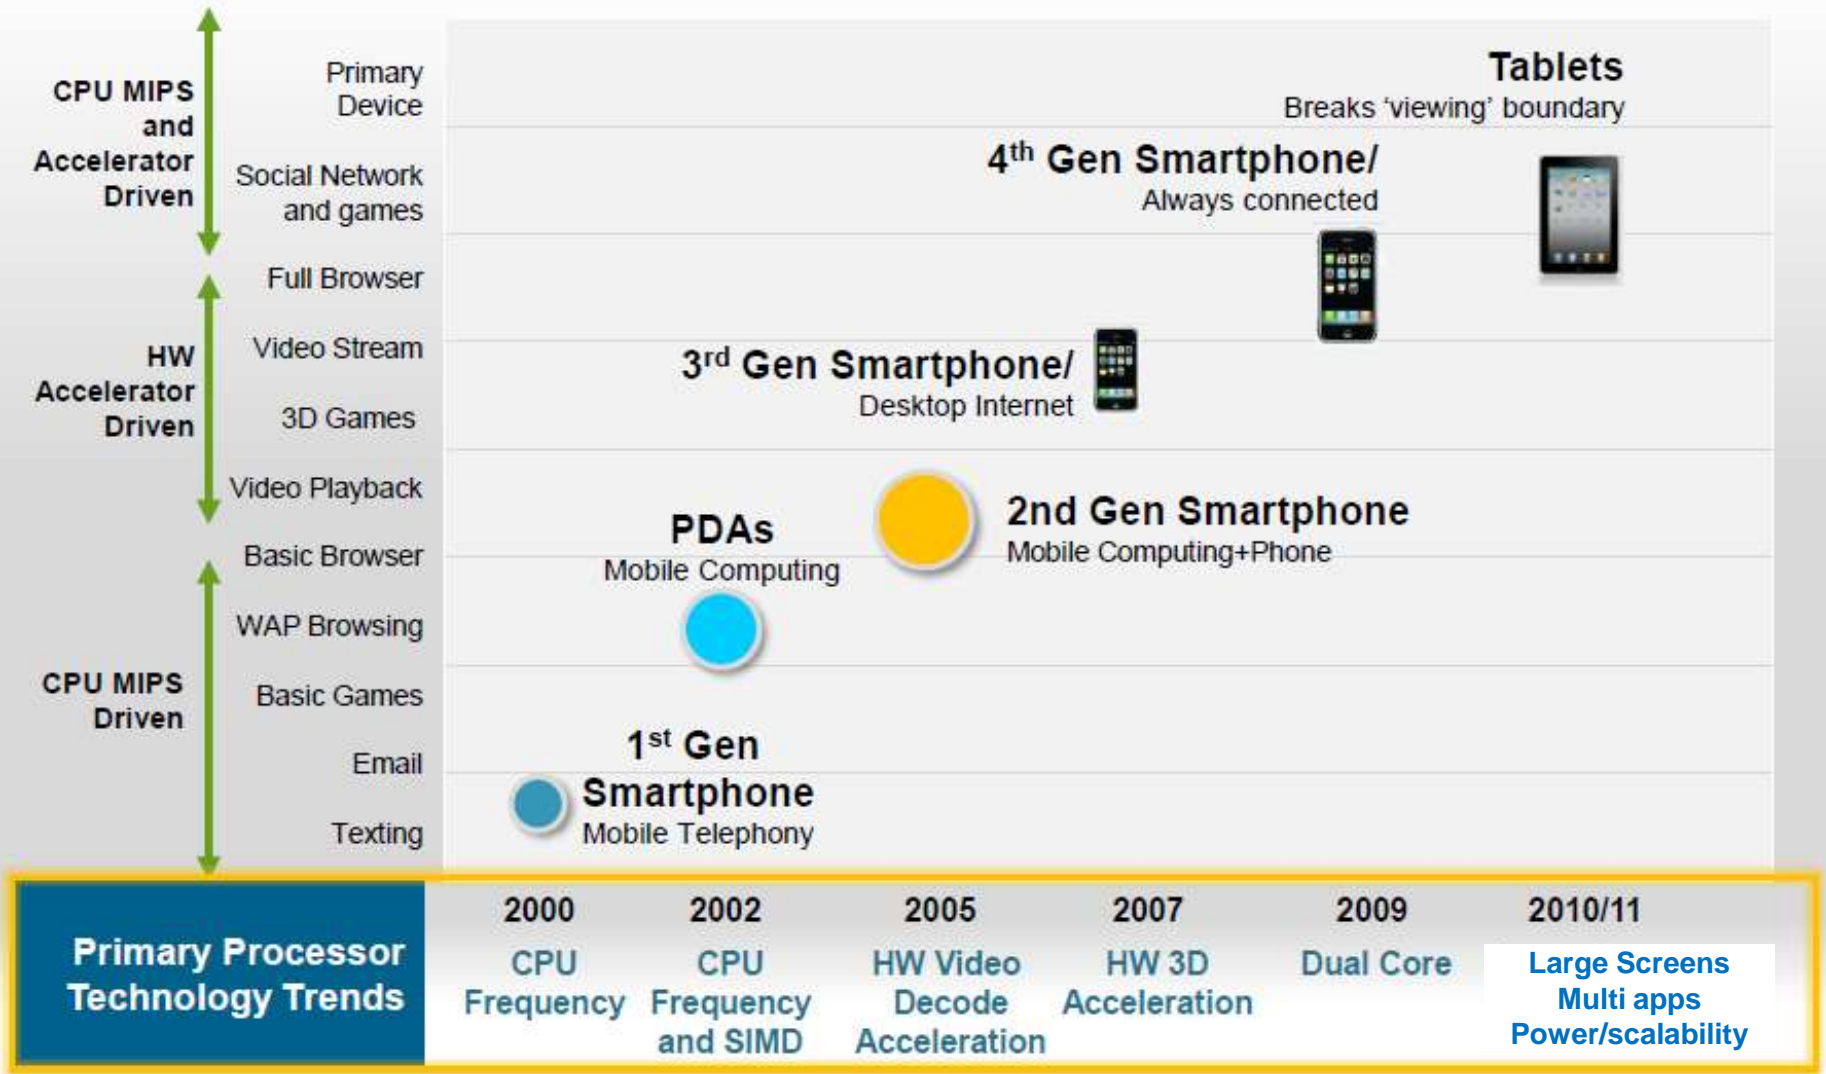 CPU MIPS
and
Accelerator
Driven
HW
Accelerator
Driven
CPU MIPS
Driven
Primary
Device
Social Network
and games
Full Browser
Video Stream
3D Games
Video Playback
Basic Browser
WAP Browsing
Basic Games
Email
Texting
Tablets
Breaks ‘viewing’ boundary
4th Gen Smartphone/
Always connected
3rd Gen Smartphone/
Desktop Internet
2nd Gen Smartphone
Mobile Computing+Phone
PDAs
Mobile Computing
1st Gen
Smartphone
Mobile Telephony
Primary Processor
Technology Trends
2000
CPU
Frequency
2002
CPU
Frequency
and SIMD
2005
HW Video
Decode
Acceleration
2007
HW 3D
Acceleration
2009
Dual Core
2010/11
Large Screens
Multi apps
Power/scalability